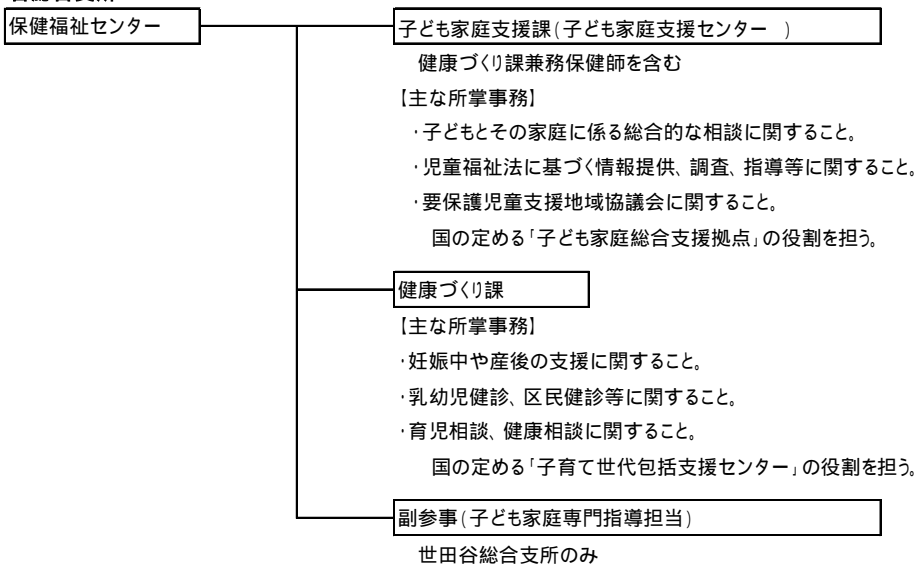 保健福祉センター
子ども家庭支援課(子ども家庭支援センター　)
健康づくり課兼務保健師を含む
【主な所掌事務】
・子どもとその家庭に係る総合的な相談に関すること。
・児童福祉法に基づく情報提供、調査、指導等に関すること。
・要保護児童支援地域協議会に関すること。
国の定める「子ども家庭総合支援拠点」の役割を担う。
健康づくり課
【主な所掌事務】
・妊娠中や産後の支援に関すること。
・乳幼児健診、区民健診等に関すること。
・育児相談、健康相談に関すること。
国の定める「子育て世代包括支援センター」の役割を担う。
副参事(子ども家庭専門指導担当)
世田谷総合支所のみ